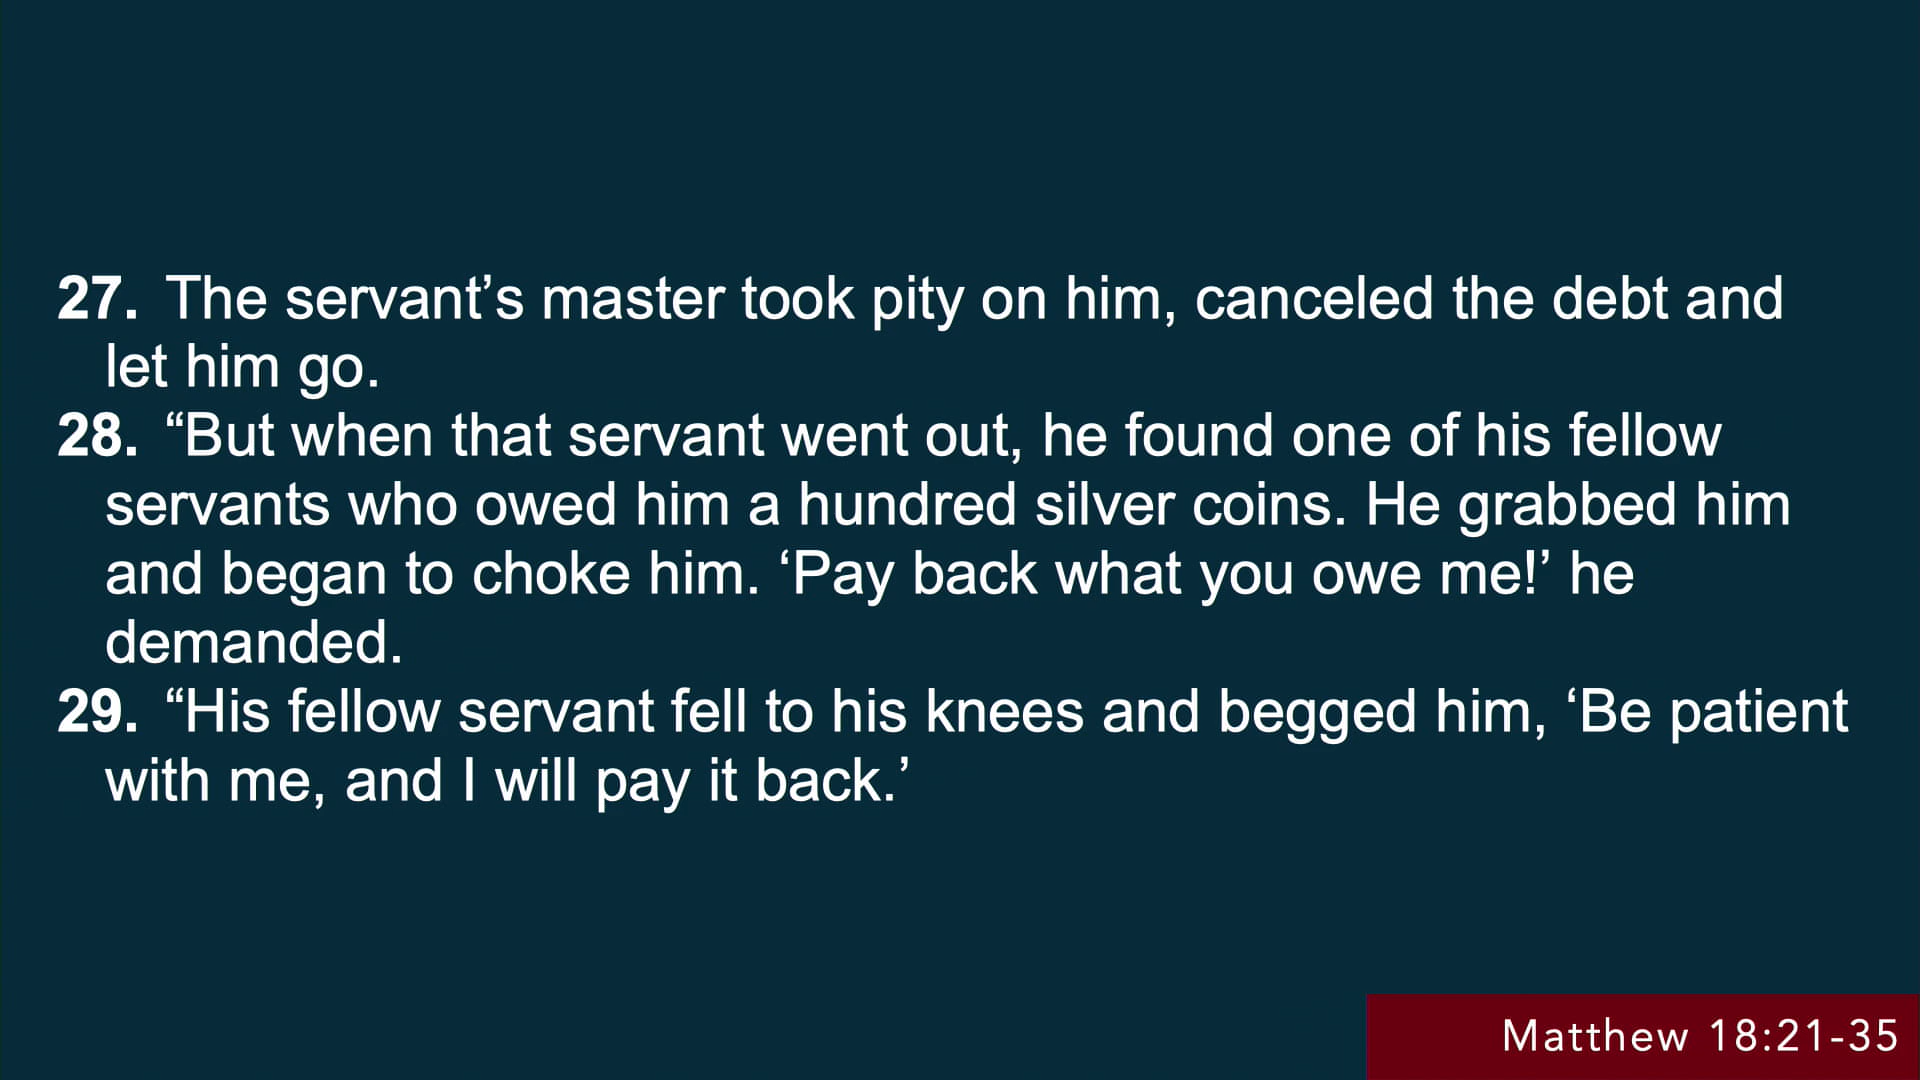 27. The servant’s master took pity on him, canceled the debt and
let him go.
28. “But when that servant went out, he found one of his fellow
servants who owed him a hundred silver coins. He grabbed him
and began to choke him. ‘Pay back what you owe me!’ he
demanded.
29. “His fellow servant fell to his knees and begged him, ‘Be patient
with me, and I will pay it back.’
Matthew 18:21-35